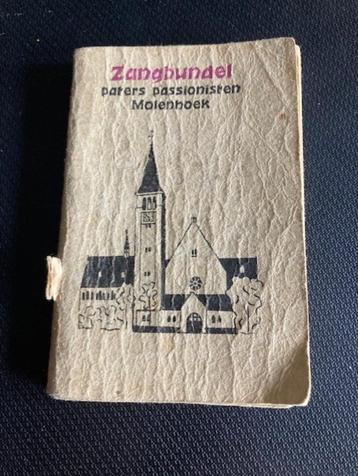 Zangbundel
paters passionisten
Molenhoek